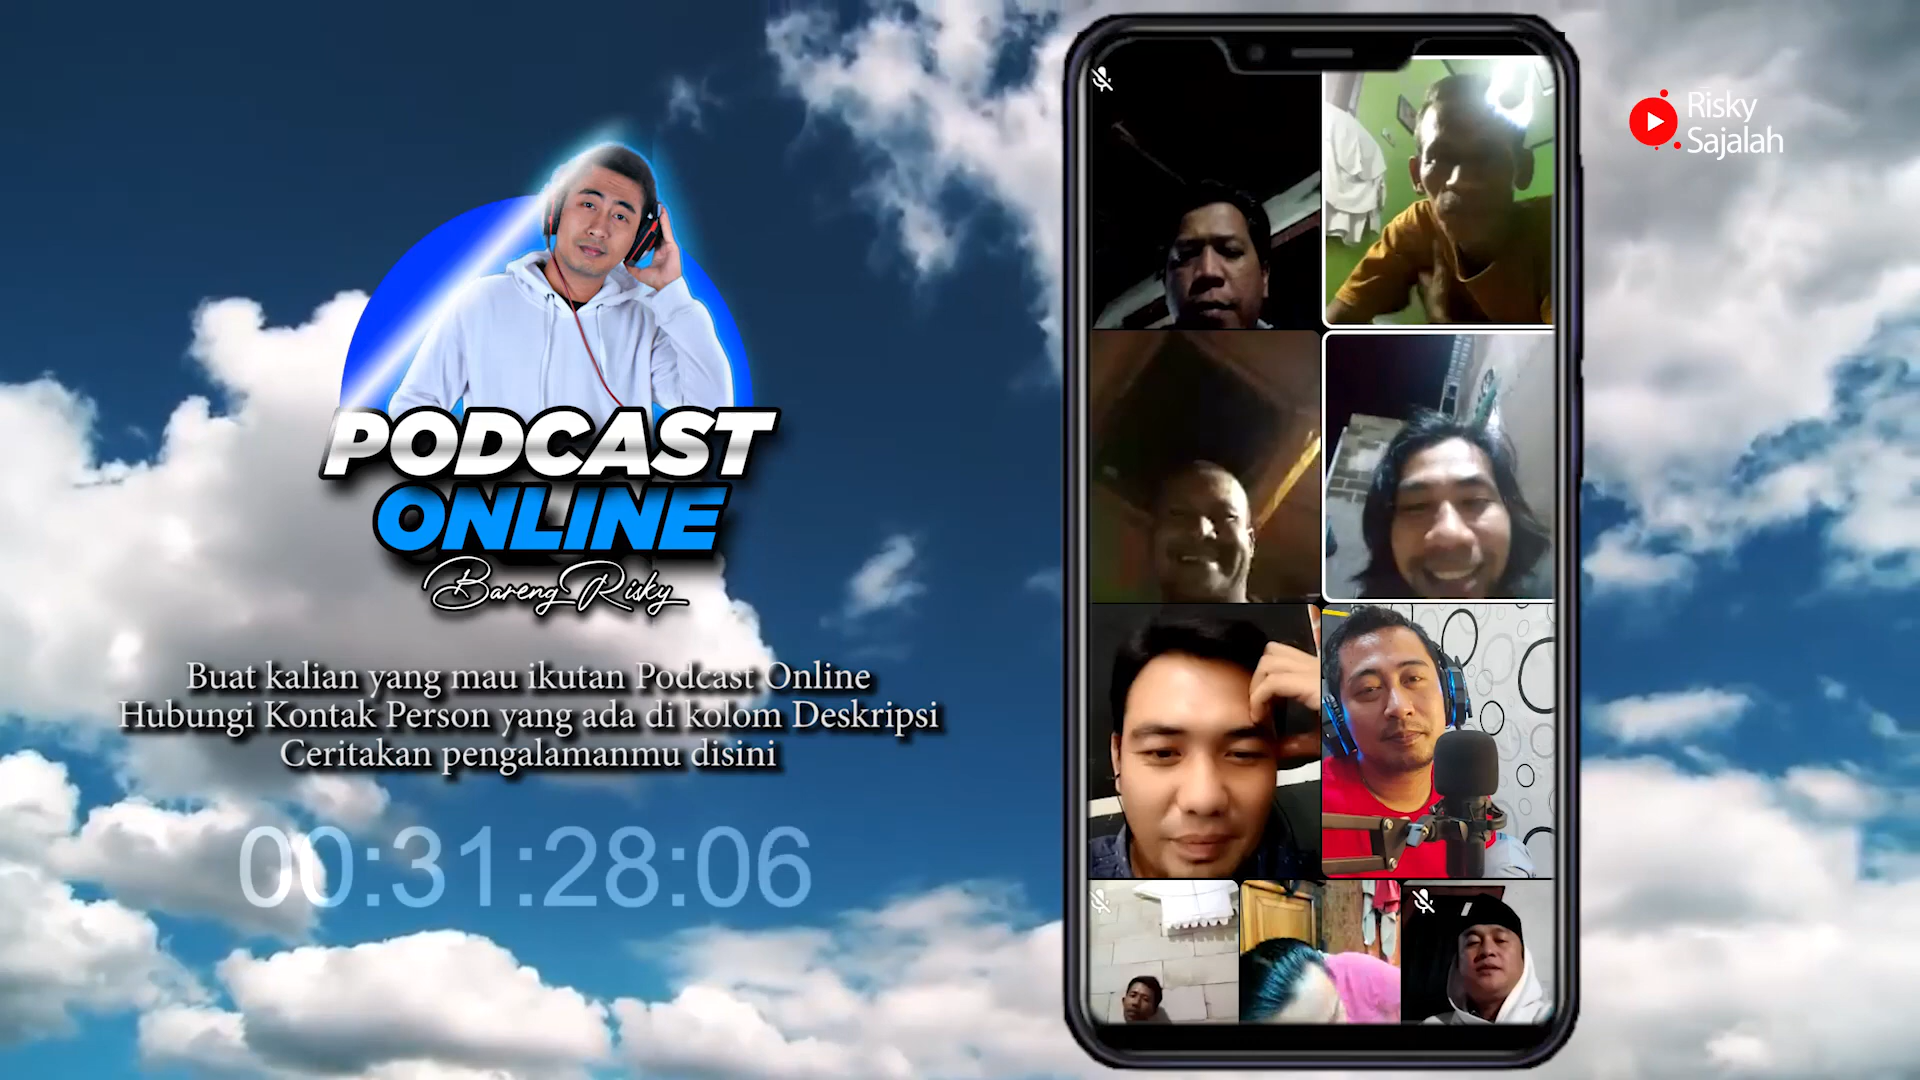 Risky
Sajalah
PODCAST
ONLINE
Bareng Risky
Buat kalian yang mau ikutan Podcast Online
Hubungi Kontak Person yang ada di kolom Deskripsi
Ceritakan pengalamanmu disini
00:31:28:06